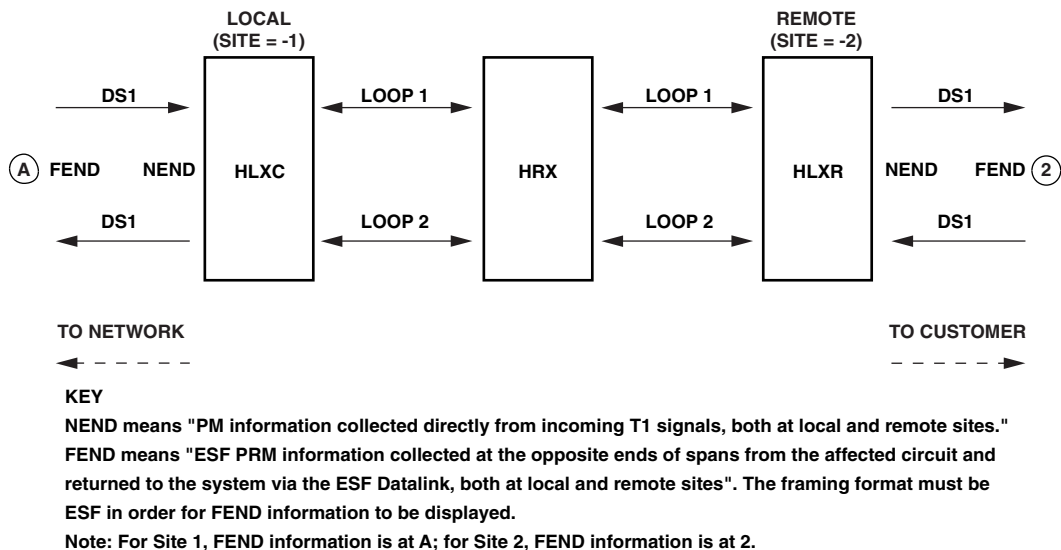 LOCAL
(SITE = -1)
REMOTE
(SITE = -2)
DS1
LOOP 1
LOOP 1
DS1
A FEND NEND HLXC HRX HLXR NEND FEND 2
DS1
LOOP 2
LOOP 2
DS1
TO NETWORK
TO CUSTOMER
KEY
NEND means "PM information collected directly from incoming T1 signals, both at local and remote sites."
FEND means "ESF PRM information collected at the opposite ends of spans from the affected circuit and
returned to the system via the ESF Datalink, both at local and remote sites". The framing format must be
ESF in order for FEND information to be displayed.
Note: For Site 1, FEND information is at A; for Site 2, FEND information is at 2.